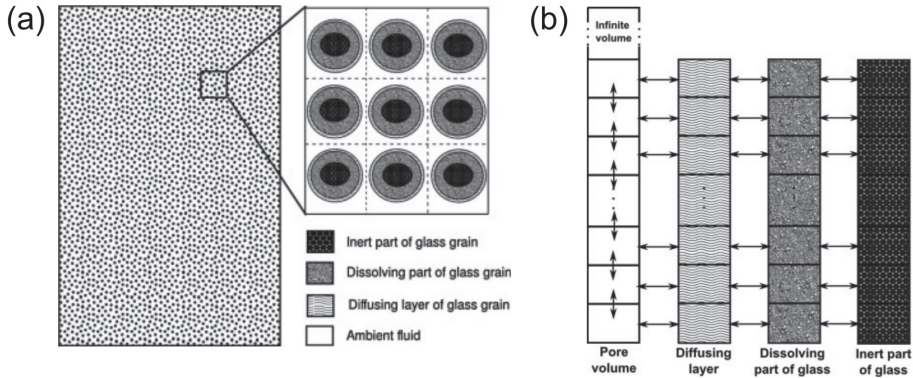 (a)
Inert part of glass grain
Dissolving part of glass grain
Diffusing layer of glass grain
Ambient fluid
(b)
Infinite
volume
Pore
volume
Diffusing
layer
Dissolving
part of glass
Inert part
of glass